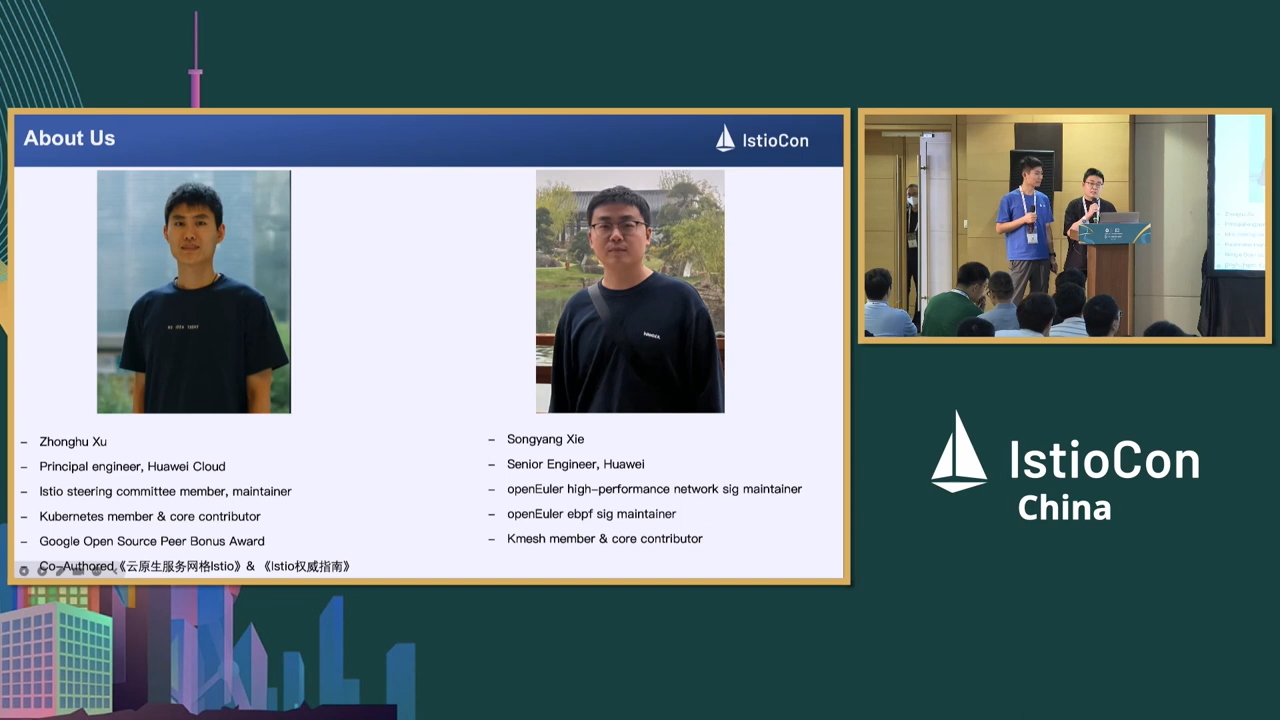 About Us
IstioCon
– Zhonghu Xu
– Principal engineer, Huawei Cloud
– Istio steering committee member, maintainer
– Kubernetes member & core contributor
– Google Open Source Peer Bonus Award
– Co-Authored《云原生服务网格Istio》& 《Istio权威指南》
– Songyang Xie
– Senior Engineer, Huawei
– openEuler high-performance network sig maintainer
– openEuler ebpf sig maintainer
– Kmesh member & core contributor
IstioCon
China